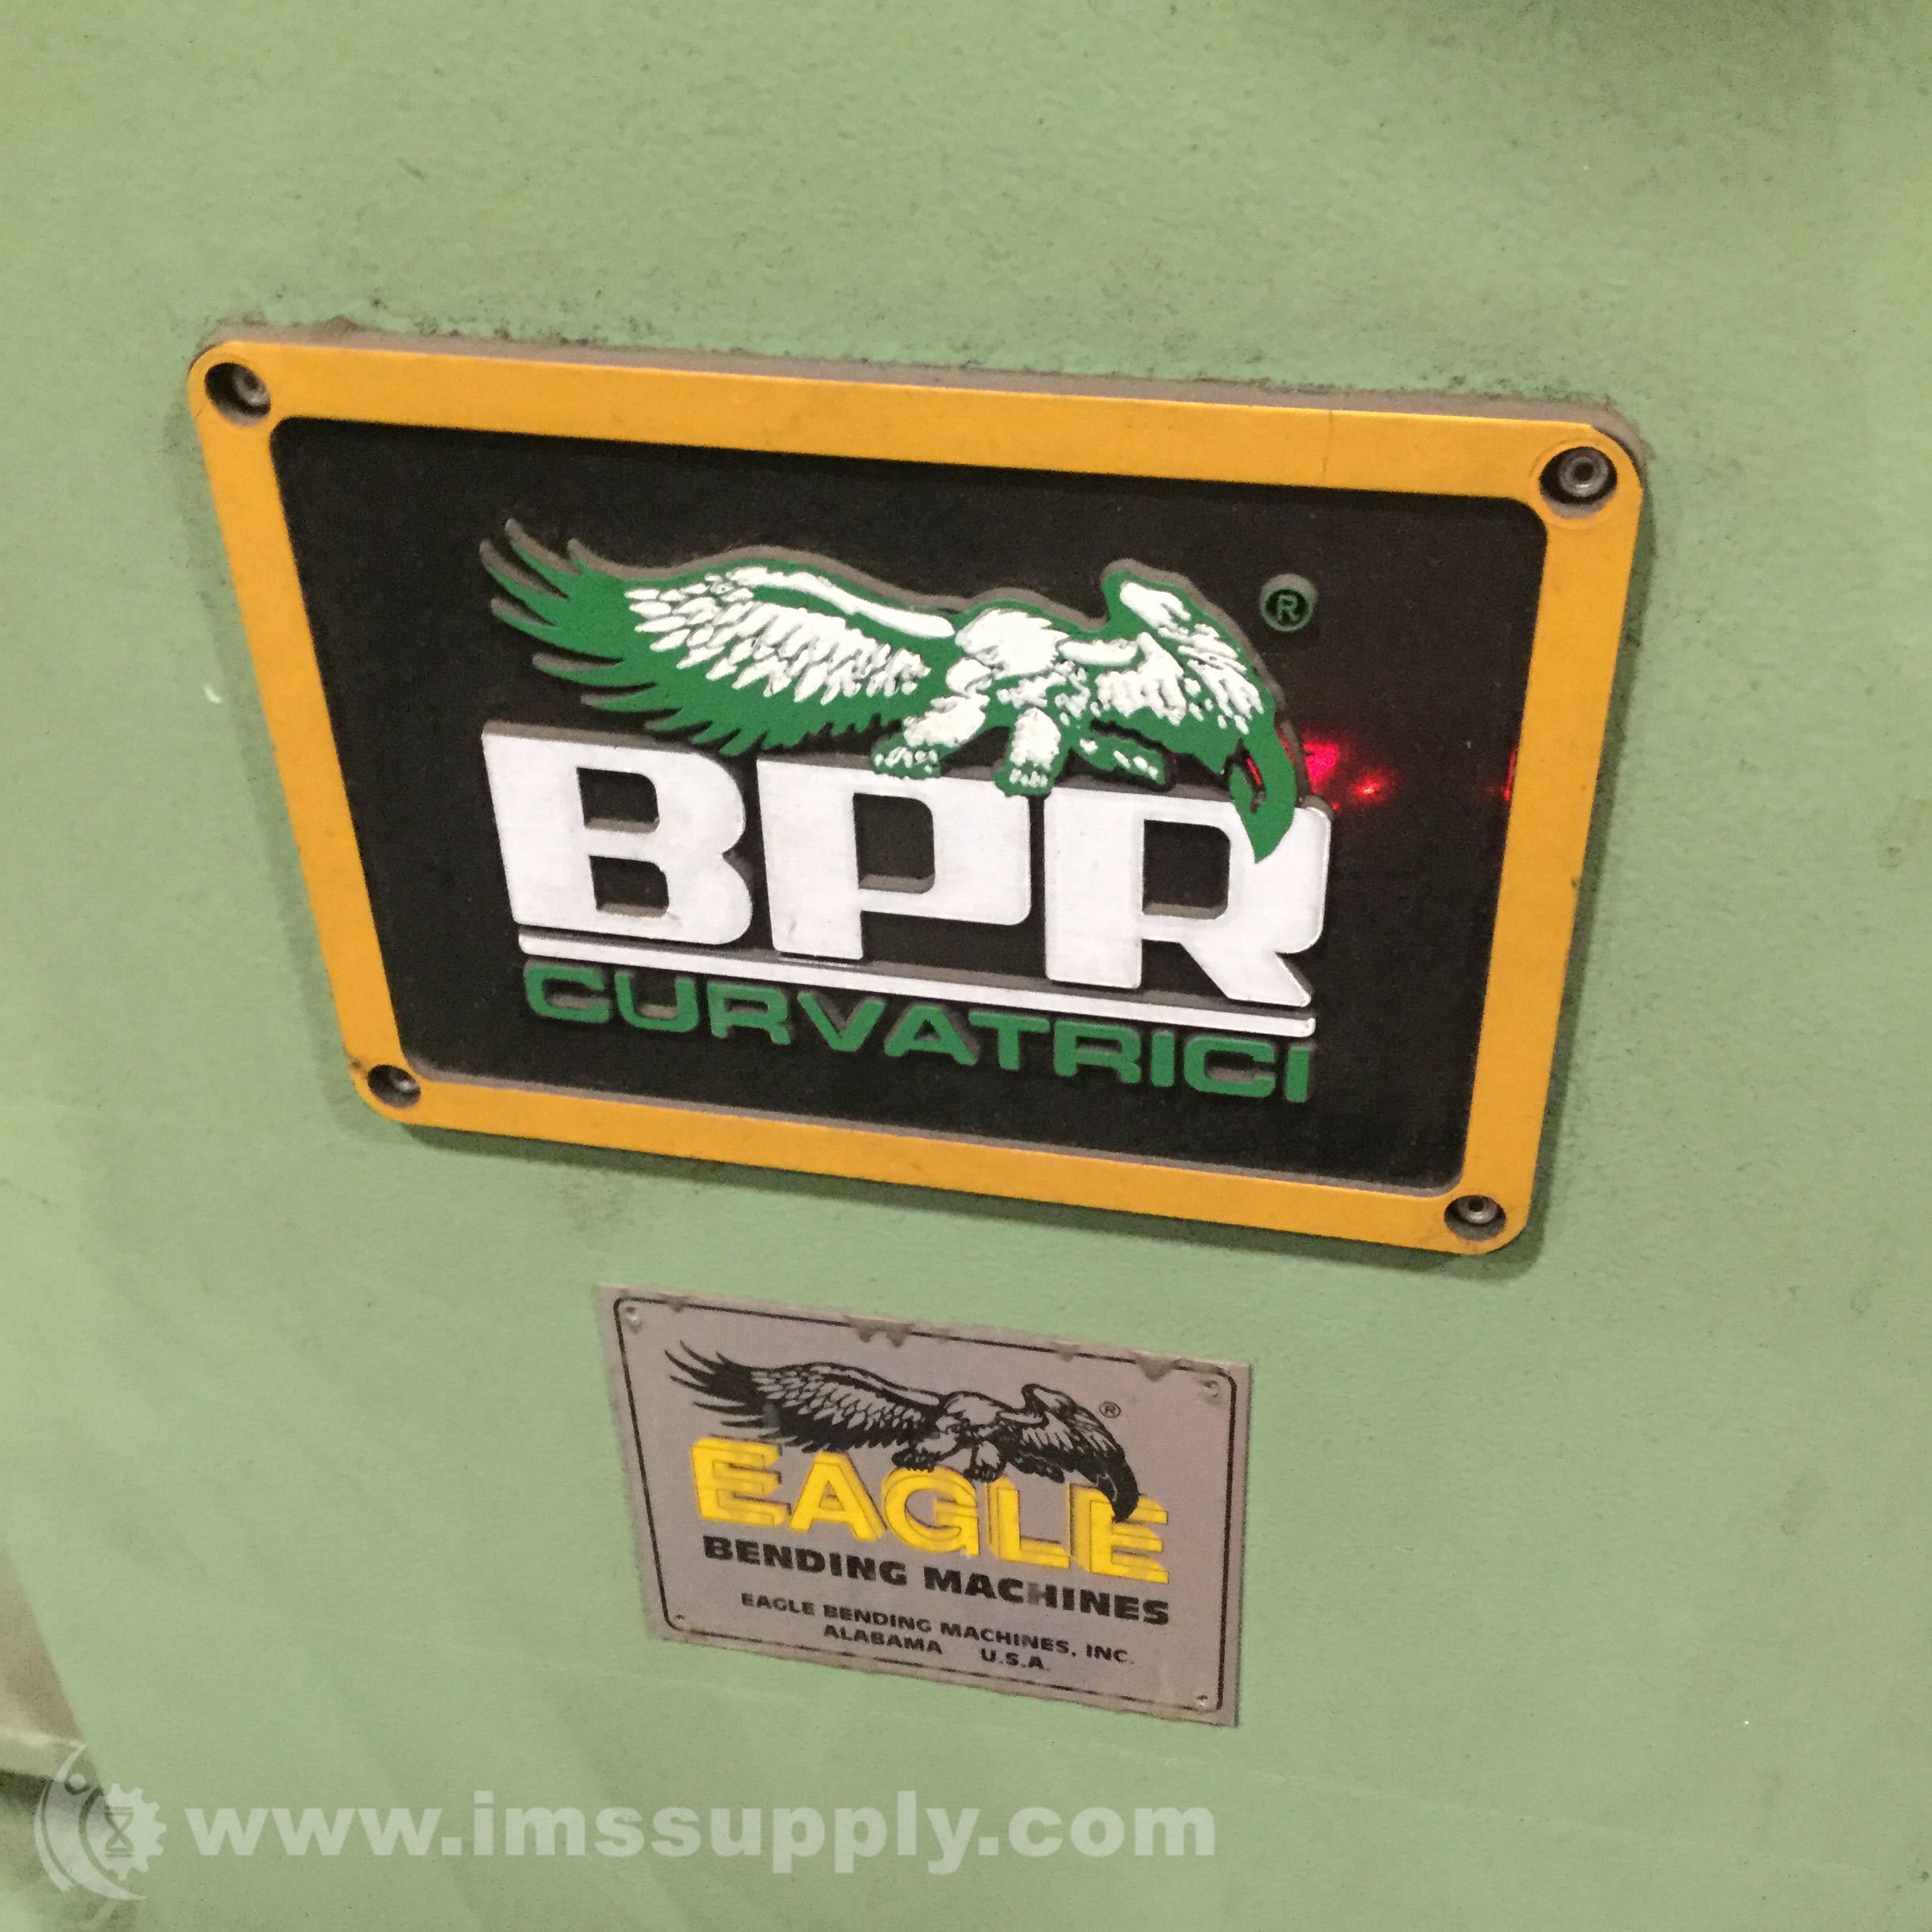 ®
BPR
CURVATRICI
®
EAGLE
BENDING MACHINES
EAGLE BENDING MACHINES, INC.
ALABAMA U.S.A.
www.imssupply.com